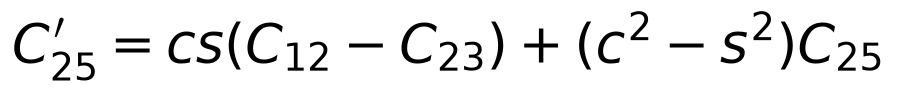 C′₂₅ = cs(C₁₂ − C₂₃) + (c² − s²)C₂₅